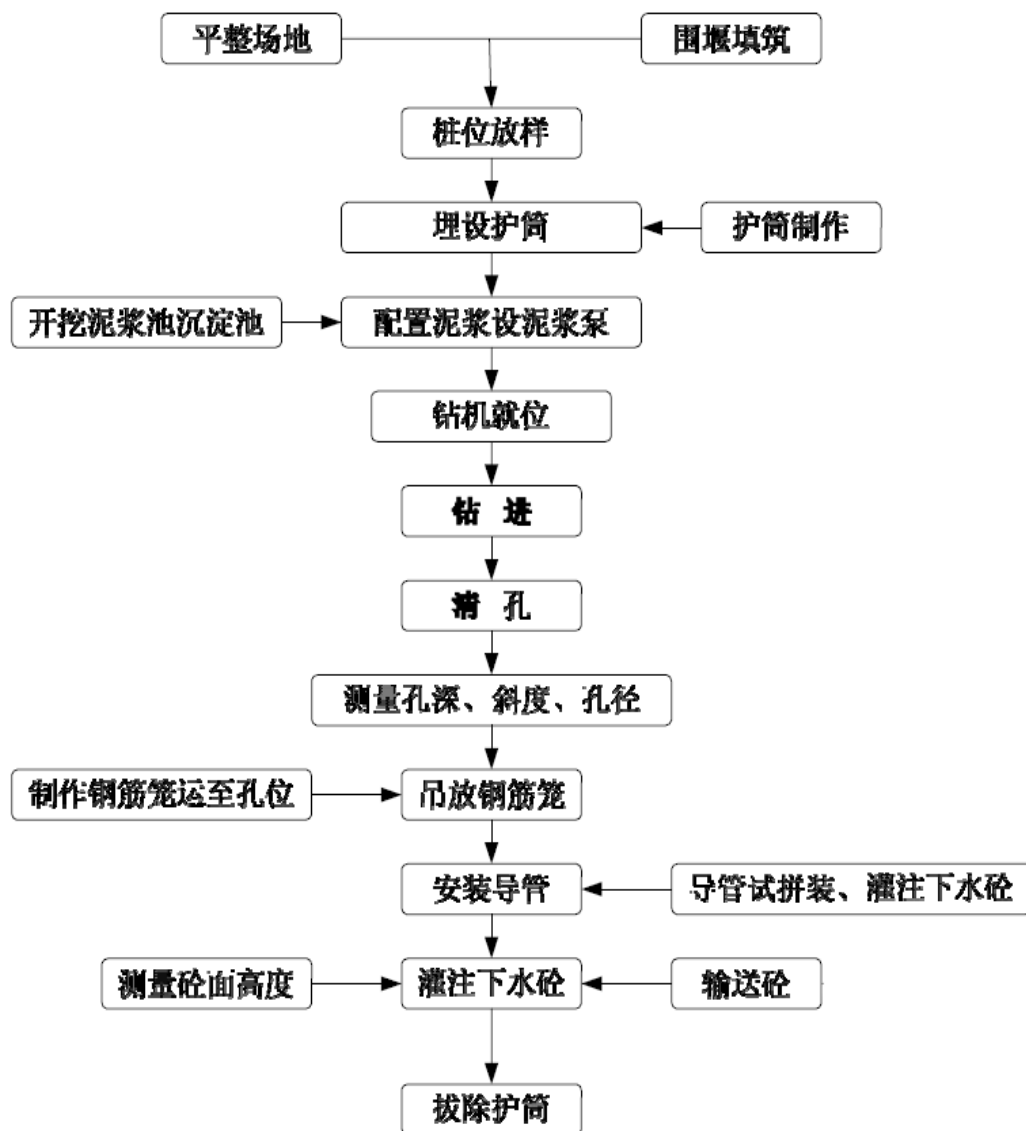 平整场地
围堰填筑
桩位放样
埋设护筒
护筒制作
开挖泥浆池沉淀池
配置泥浆设泥浆泵
钻机就位
钻 进
清 孔
测量孔深、斜度、孔径
制作钢筋笼运至孔位
吊放钢筋笼
安装导管
导管试拼装、灌注下水砼
测量砼面高度
灌注下水砼
输送砼
拔除护筒